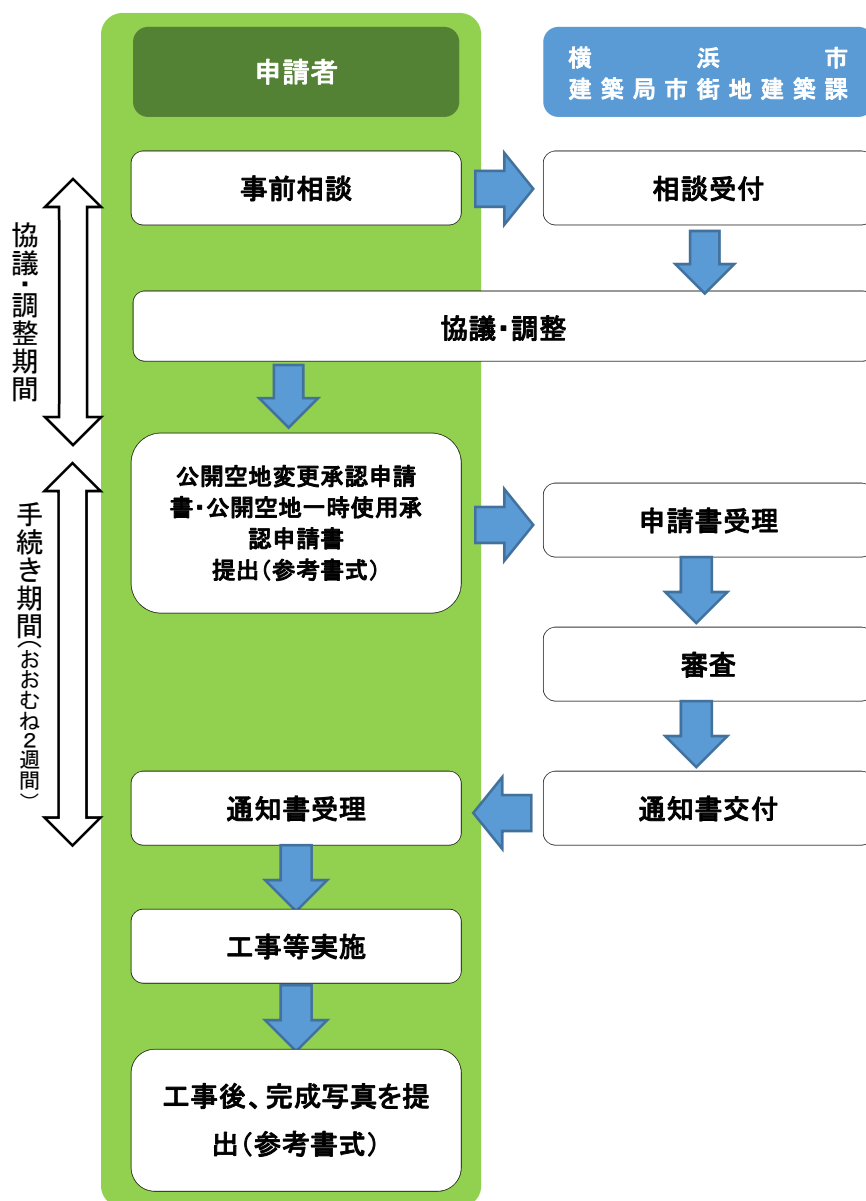 申請者
横浜市
建築局市街地建築課
事前相談
相談受付
協議・調整期間
協議・調整
公開空地変更承認申請
書・公開空地一時使用承
認申請書
提出(参考書式)
申請書受理
手続き期間(おおむね2週間)
審査
通知書受理
通知書交付
工事等実施
工事後、完成写真を提
出(参考書式)